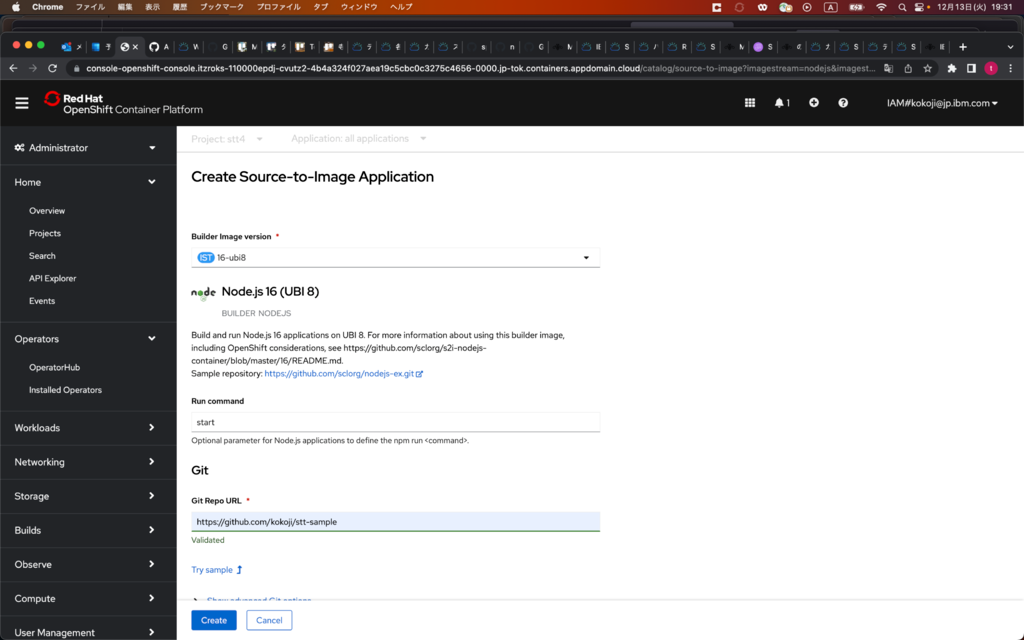 Chrome ファイル 編集 表示 履歴 ブックマーク プロファイル タブ ウィンドウ ヘルプ
A
12月13日(火) 19:31
console-openshift-console.itzroks-110000epdj-cvutz2-4b4a324f027aea19c5cbc0c3275c4656-0000.jp-tok.containers.appdomain.cloud/catalog/source-to-image?imagestream=nodejs&imagest...
Red Hat
OpenShift Container Platform
1
IAM#kokoji@jp.ibm.com
Administrator
Home
Overview
Projects
Search
API Explorer
Events
Operators
OperatorHub
Installed Operators
Workloads
Networking
Storage
Builds
Observe
Compute
User Management
Project: stt4
Application: all applications
Create Source-to-Image Application
Builder Image version *
IST 16-ubi8
node Node.js 16 (UBI 8)
BUILDER NODEJS
Build and run Node.js 16 applications on UBI 8. For more information about using this builder image,
including OpenShift considerations, see https://github.com/sclorg/s2i-nodejs-
container/blob/master/16/README.md.
Sample repository: https://github.com/sclorg/nodejs-ex.git
Run command
start
Optional parameter for Node.js applications to define the npm run <command>.
Git
Git Repo URL *
https://github.com/kokoji/stt-sample
Validated
Try sample
Show advanced Git options
Create
Cancel